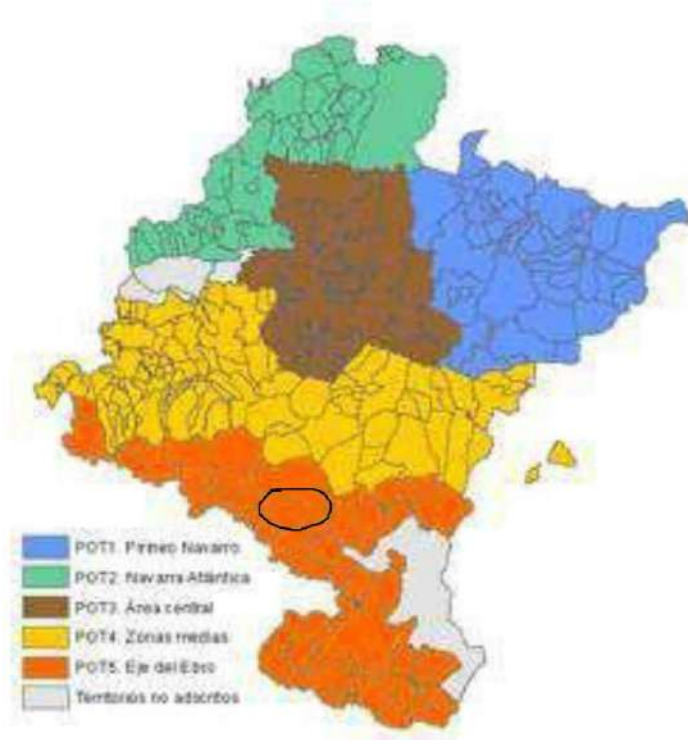 POT1. Pirineo Navarro
POT2. Navarra Atlántica
POT3. Área central
POT4. Zonas medias
POT5. Eje del Ebro
Territorios no adscritos